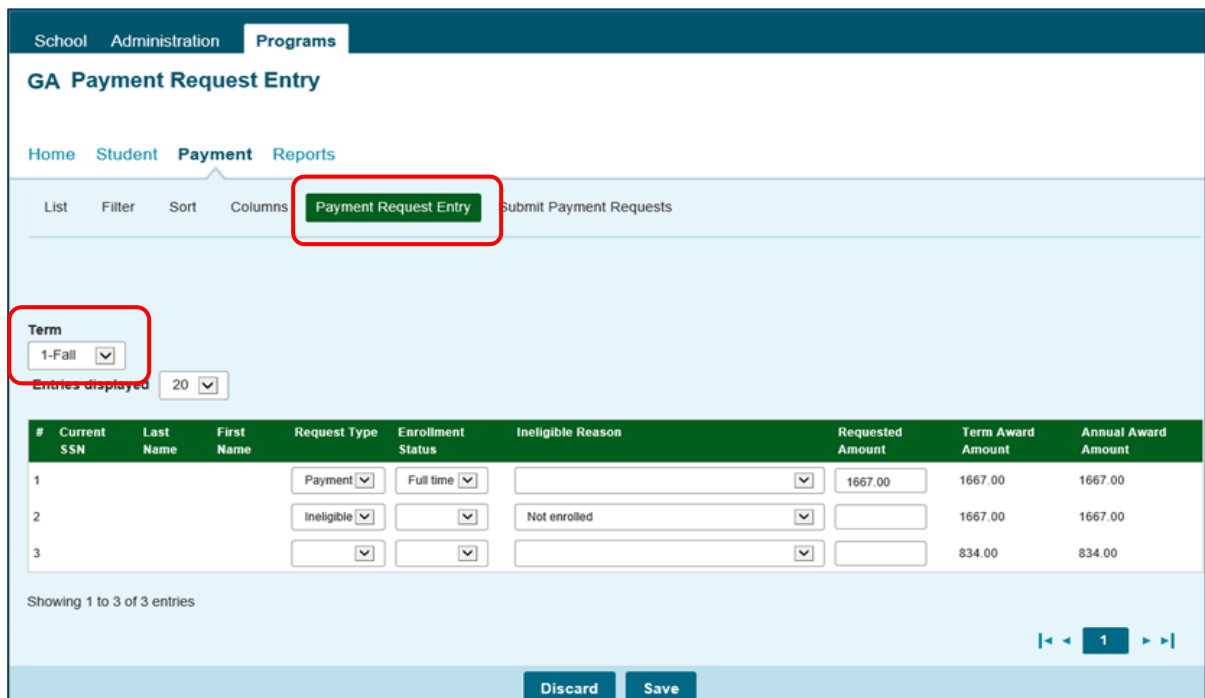 School Administration Programs
GA Payment Request Entry
Home Student Payment Reports
List Filter Sort Columns Payment Request Entry Submit Payment Requests
Term
1-Fall
Entries displayed 20
# Current SSN Last Name First Name Request Type Enrollment Status Ineligible Reason Requested Amount Term Award Amount Annual Award Amount
1 Payment Full time 1667.00 1667.00 1667.00
2 Ineligible Not enrolled 1667.00 1667.00
3 834.00 834.00
Showing 1 to 3 of 3 entries
1
Discard Save